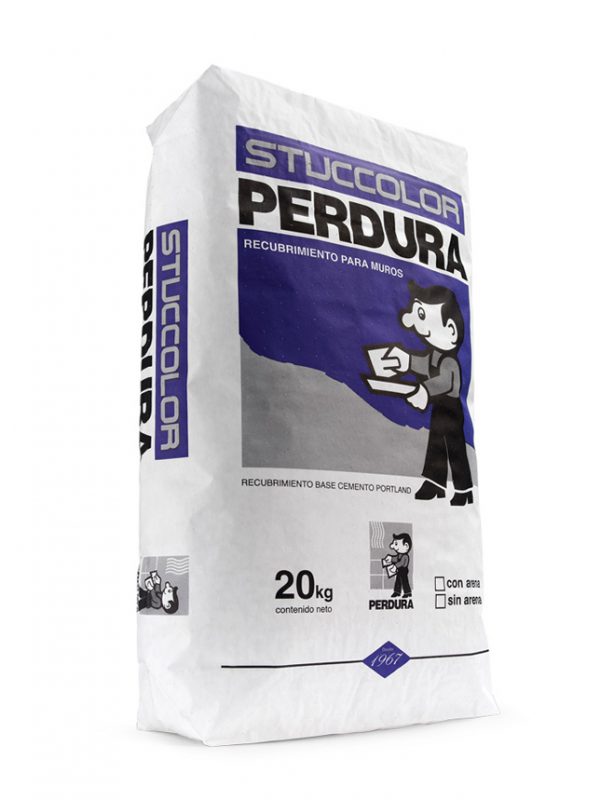 STUCCOLOR
PERDURA
RECUBRIMIENTO PARA MUROS
RECUBRIMIENTO BASE CEMENTO PORTLAND
20kg
contenido neto
PERDURA
con arena
sin arena
Desde
1967
STUCCOLOR
PERDURA